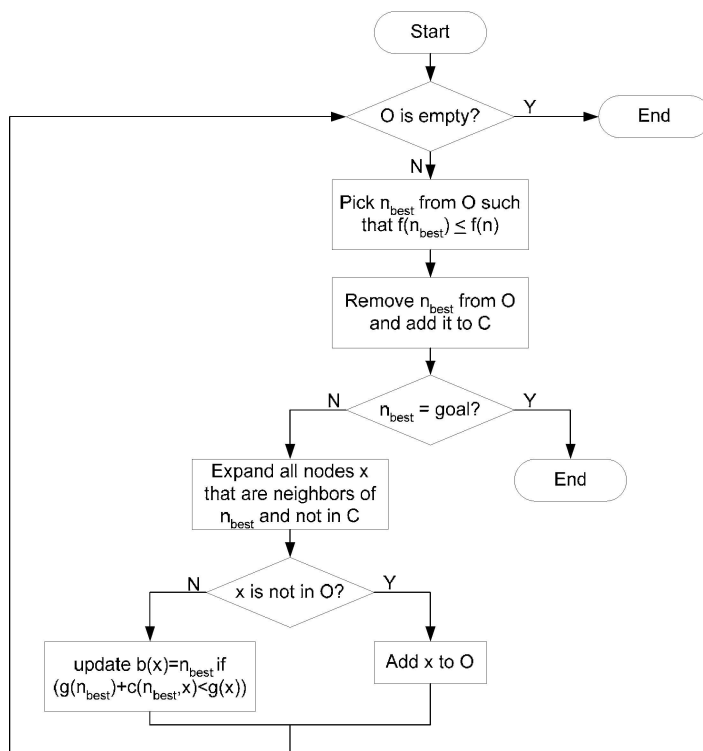 Start
O is empty?
Y
End
N
Pick n_best from O such
that f(n_best) ≤ f(n)
Remove n_best from O
and add it to C
N
n_best = goal?
Y
Expand all nodes x
that are neighbors of
n_best and not in C
End
N
x is not in O?
Y
update b(x)=n_best if
(g(n_best)+c(n_best,x)<g(x))
Add x to O